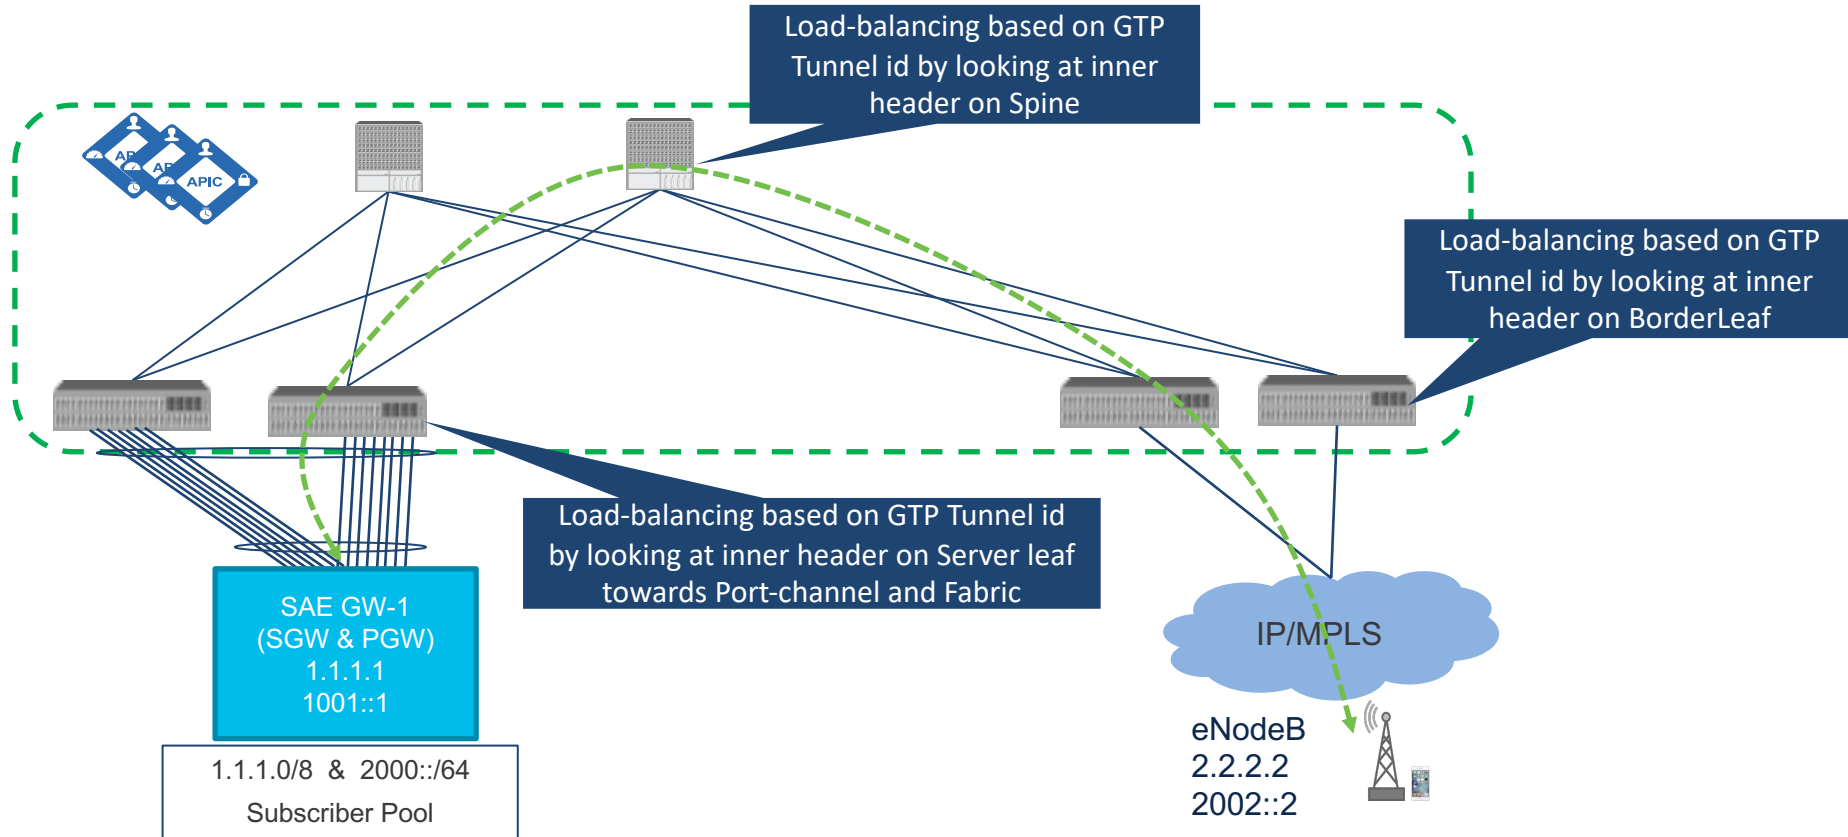 Load-balancing based on GTP
Tunnel id by looking at inner
header on Spine
AP
AP
APIC
Load-balancing based on GTP
Tunnel id by looking at inner
header on BorderLeaf
Load-balancing based on GTP Tunnel id
by looking at inner header on Server leaf
towards Port-channel and Fabric
SAE GW-1
(SGW & PGW)
1.1.1.1
1001::1
IP/MPLS
1.1.1.0/8 & 2000::/64
Subscriber Pool
eNodeB
2.2.2.2
2002::2